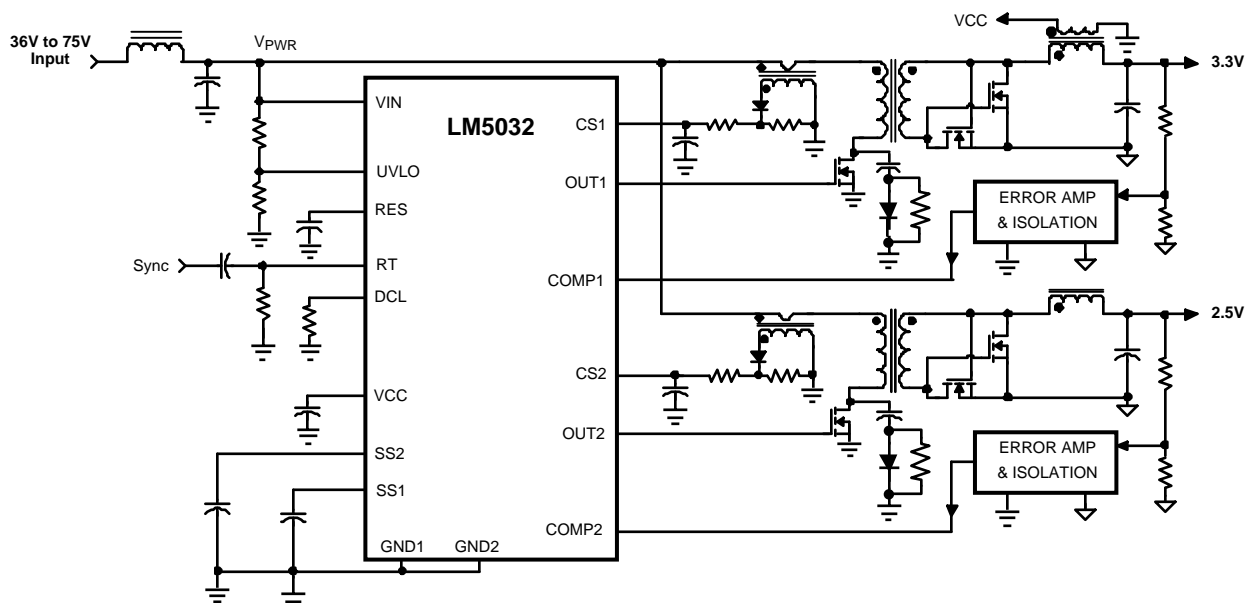 36V to 75V
Input
VPWR
VCC
3.3V
LM5032
VIN
UVLO
RES
RT
DCL
VCC
SS2
SS1
GND1
GND2
CS1
OUT1
COMP1
CS2
OUT2
COMP2
Sync
ERROR AMP
& ISOLATION
2.5V
ERROR AMP
& ISOLATION